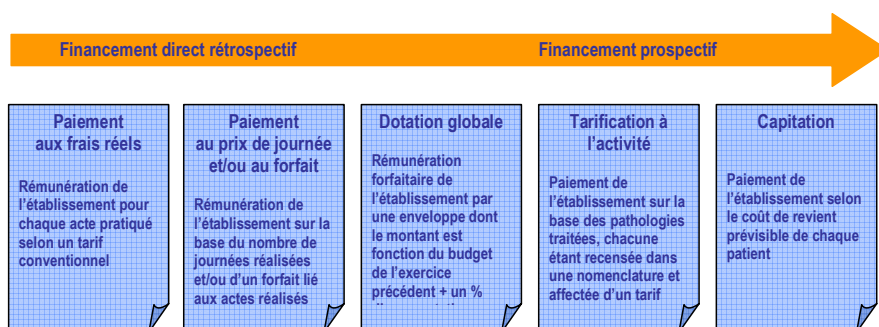 Financement direct rétrospectif
Financement prospectif
Paiement
aux frais réels
Rémunération de
l'établissement pour
chaque acte pratiqué
selon un tarif
conventionnel
Paiement
au prix de journée
et/ou au forfait
Rémunération de
l'établissement sur la
base du nombre de
journées réalisées
et/ou d'un forfait lié
aux actes réalisés
Dotation globale
Rémunération
forfaitaire de
l'établissement par
une enveloppe dont
le montant est
fonction du budget
de l'exercice
précédent + un %
Tarification à
l'activité
Paiement de
l'établissement sur la
base des pathologies
traitées, chacune
étant recensée dans
une nomenclature et
affectée d'un tarif
Capitation
Paiement de
l'établissement selon
le coût de revient
prévisible de chaque
patient